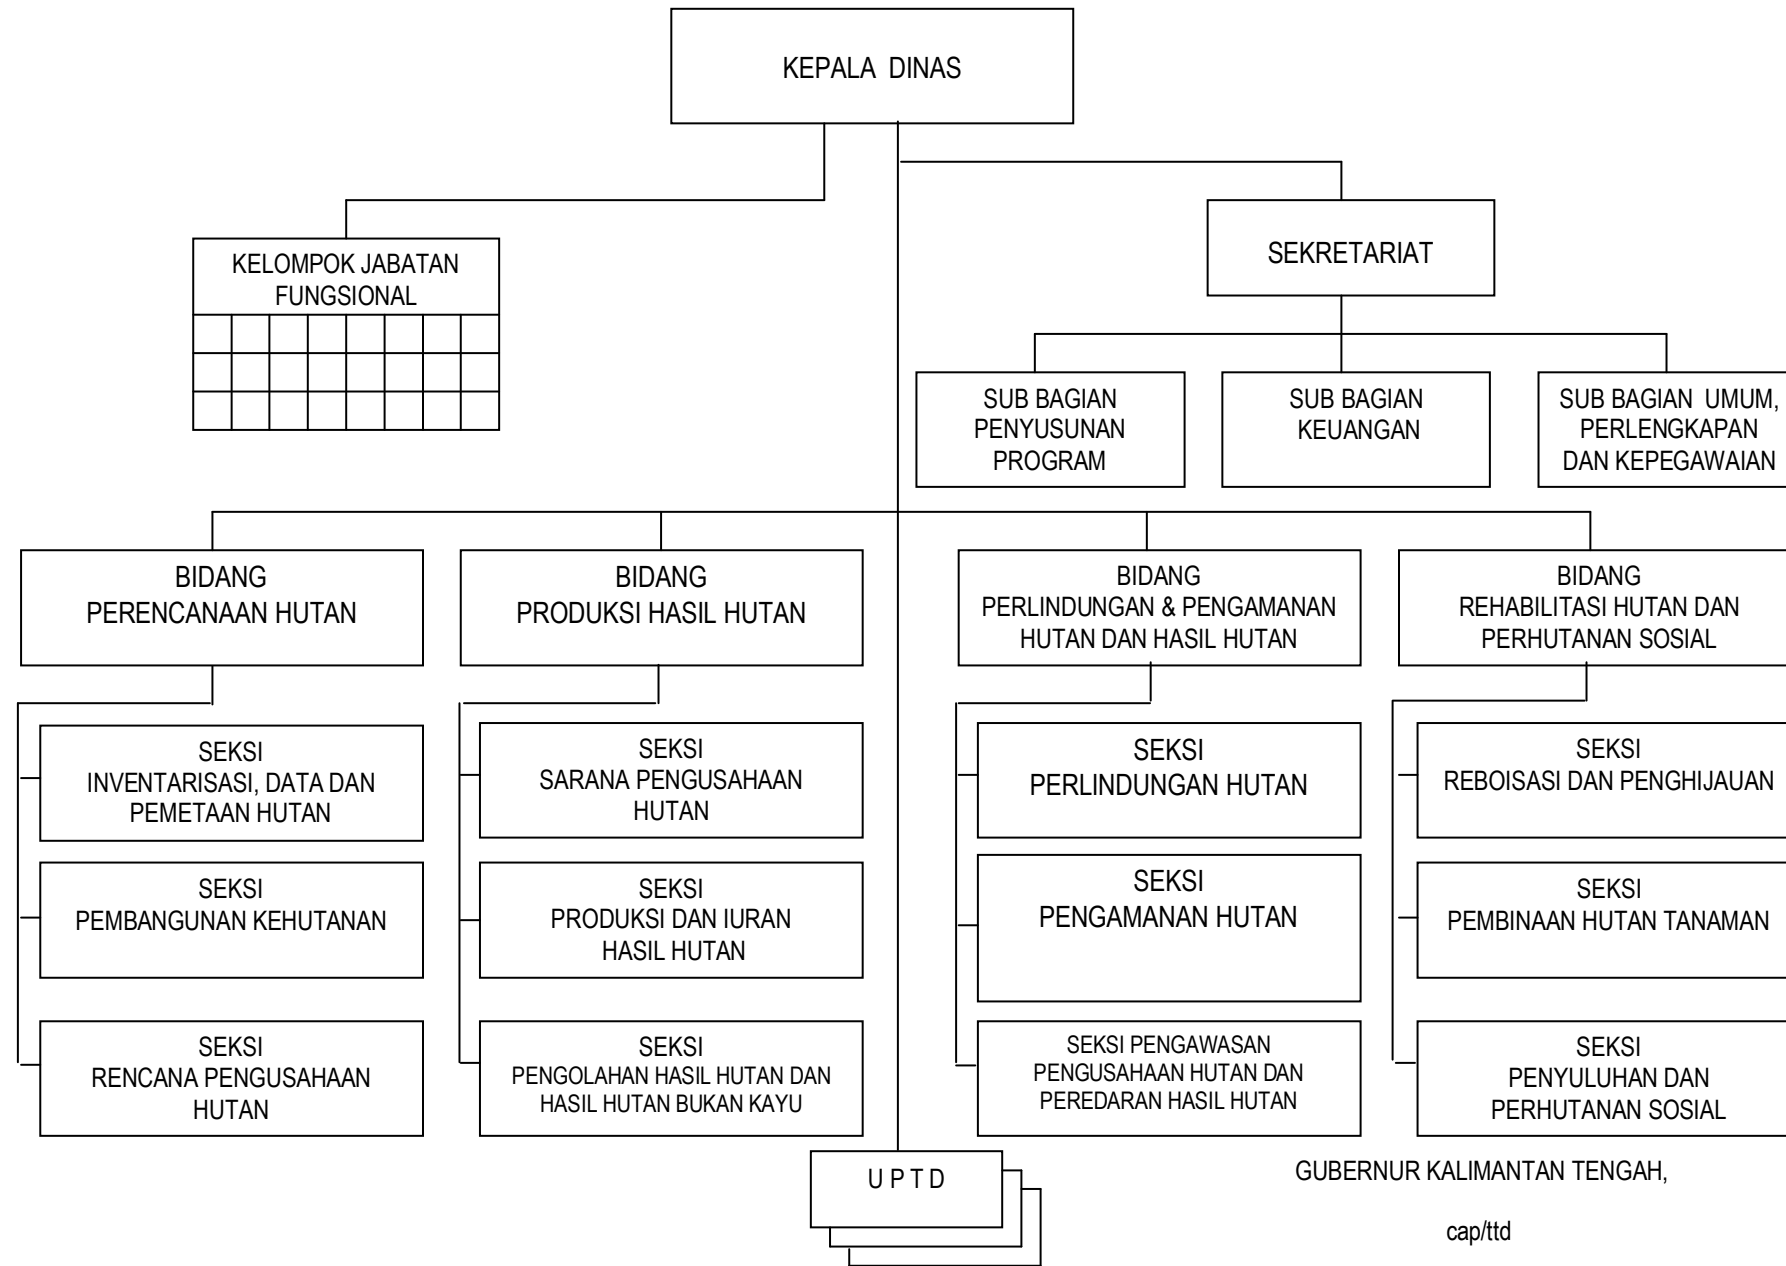 KEPALA DINAS
KELOMPOK JABATAN
FUNGSIONAL
SEKRETARIAT
SUB BAGIAN
PENYUSUNAN
PROGRAM
SUB BAGIAN
KEUANGAN
SUB BAGIAN UMUM,
PERLENGKAPAN
DAN KEPEGAWAIAN
BIDANG
PERENCANAAN HUTAN
BIDANG
PRODUKSI HASIL HUTAN
BIDANG
PERLINDUNGAN & PENGAMANAN
HUTAN DAN HASIL HUTAN
BIDANG
REHABILITASI HUTAN DAN
PERHUTANAN SOSIAL
SEKSI
INVENTARISASI, DATA DAN
PEMETAAN HUTAN
SEKSI
SARANA PENGUSAHAAN
HUTAN
SEKSI
PERLINDUNGAN HUTAN
SEKSI
REBOISASI DAN PENGHIJAUAN
SEKSI
PEMBANGUNAN KEHUTANAN
SEKSI
PRODUKSI DAN IURAN
HASIL HUTAN
SEKSI
PENGAMANAN HUTAN
SEKSI
PEMBINAAN HUTAN TANAMAN
SEKSI
RENCANA PENGUSAHAAN
HUTAN
SEKSI
PENGOLAHAN HASIL HUTAN DAN
HASIL HUTAN BUKAN KAYU
SEKSI PENGAWASAN
PENGUSAHAAN HUTAN DAN
PEREDARAN HASIL HUTAN
SEKSI
PENYULUHAN DAN
PERHUTANAN SOSIAL
U P T D
GUBERNUR KALIMANTAN TENGAH,
cap/ttd